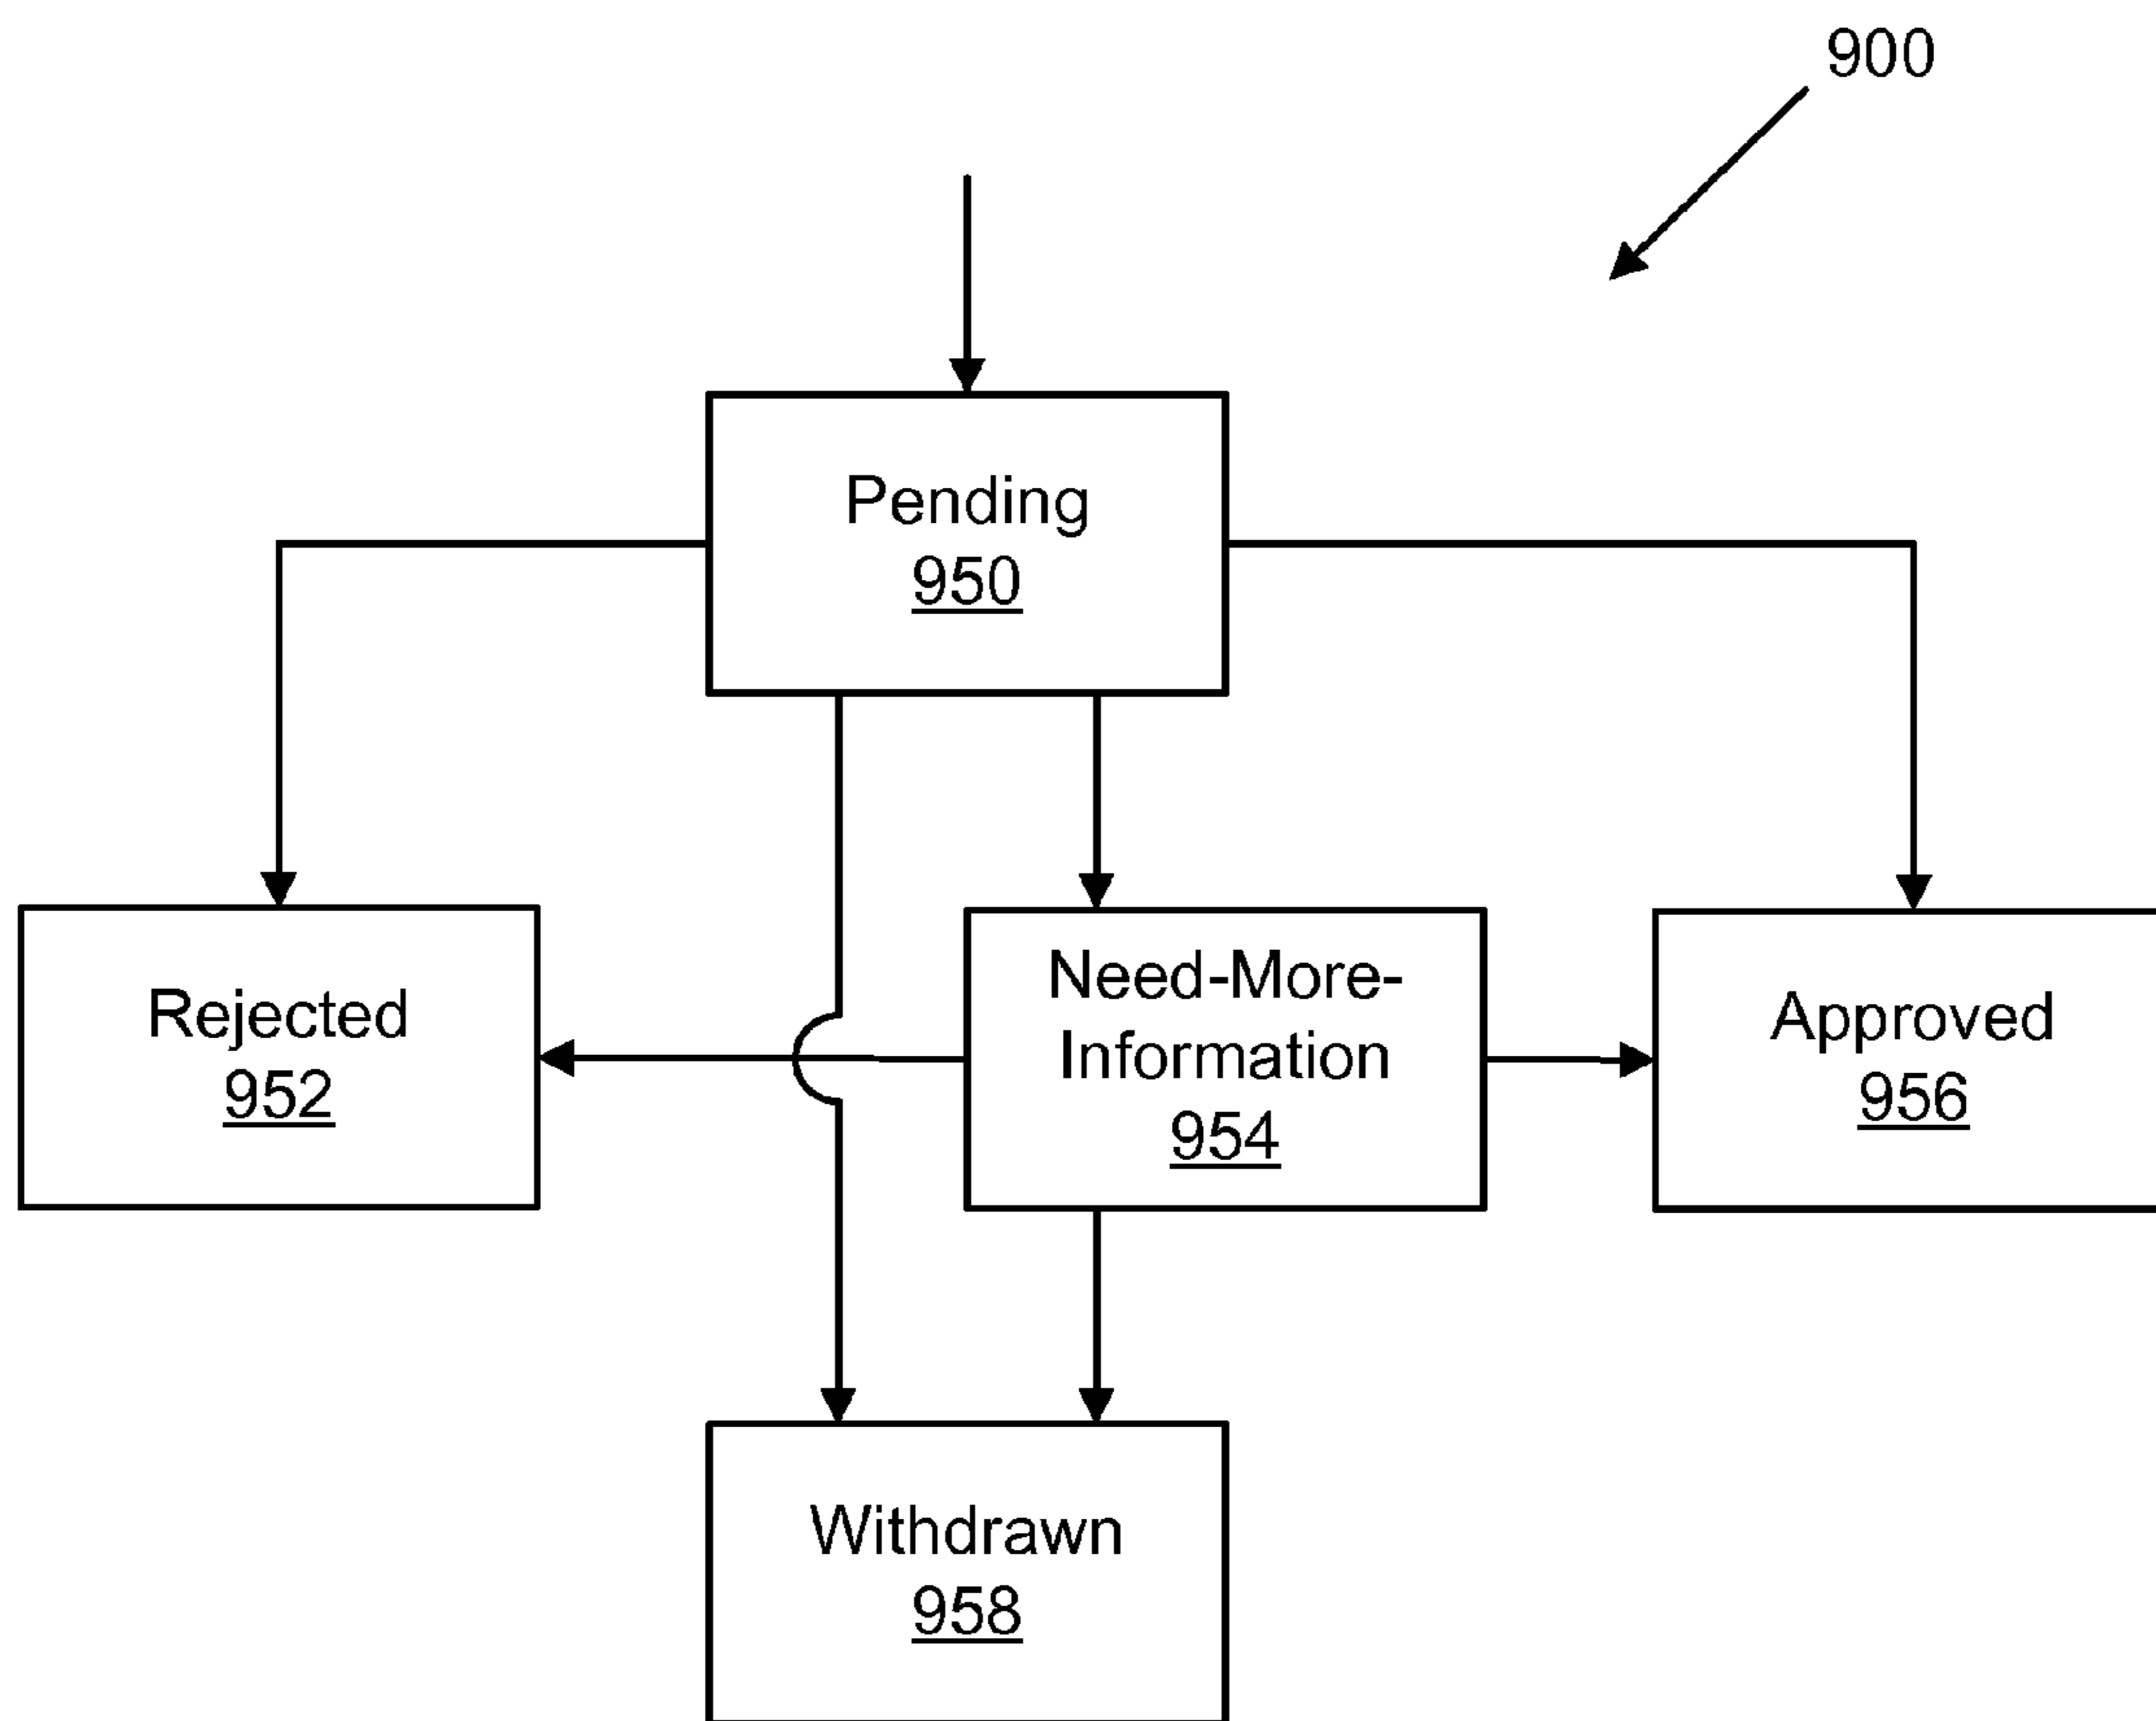 900
Pending
950
Rejected
952
Need-More-
Information
954
Approved
956
Withdrawn
958